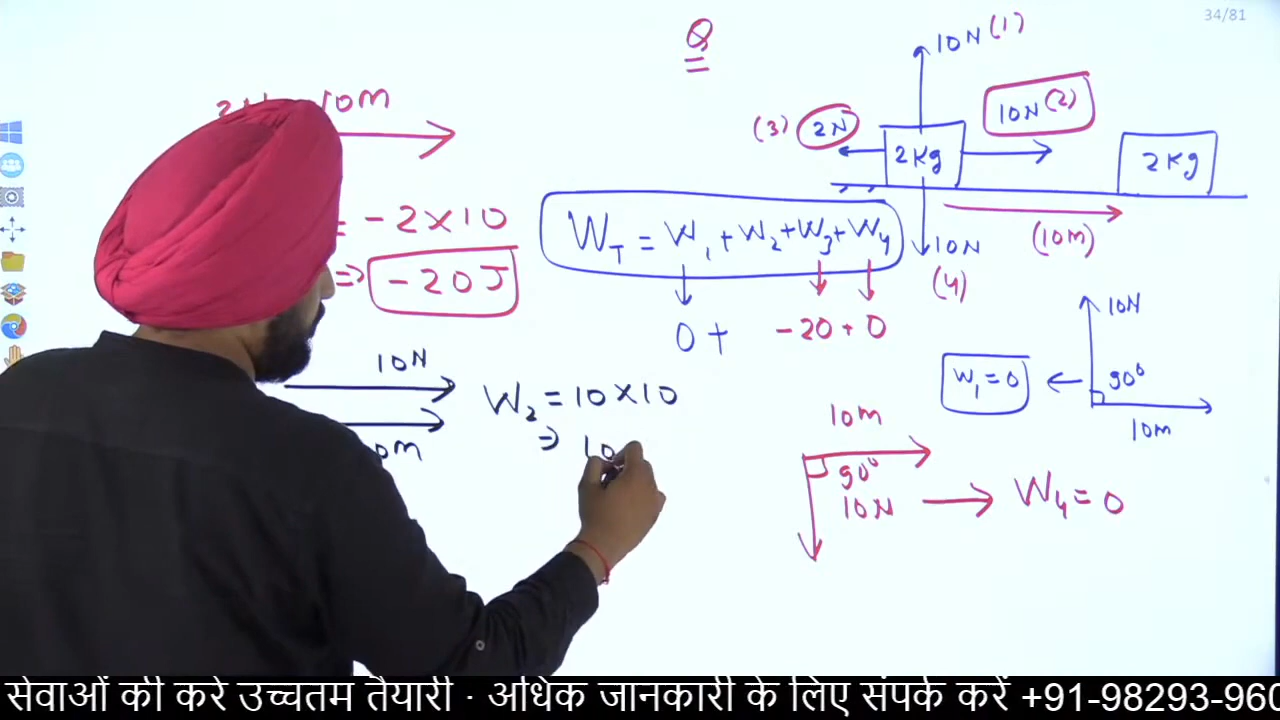 34/81
Q
10N (1)
10M
10N (2)
(3) 2N
2Kg
2Kg
= -2×10
W_T = W_1 + W_2 + W_3 + W_4
10N
(4)
(10m)
⇒ -20J
0 + -20 + 0
10N
10N
W_1 = 0
90°
10m
W_2 = 10×10
⇒ 10
0m
10m
90°
10N
W_4 = 0
सेवाओं की करे उच्चतम तैयारी · अधिक जानकारी के लिए संपर्क करें +91-98293-960